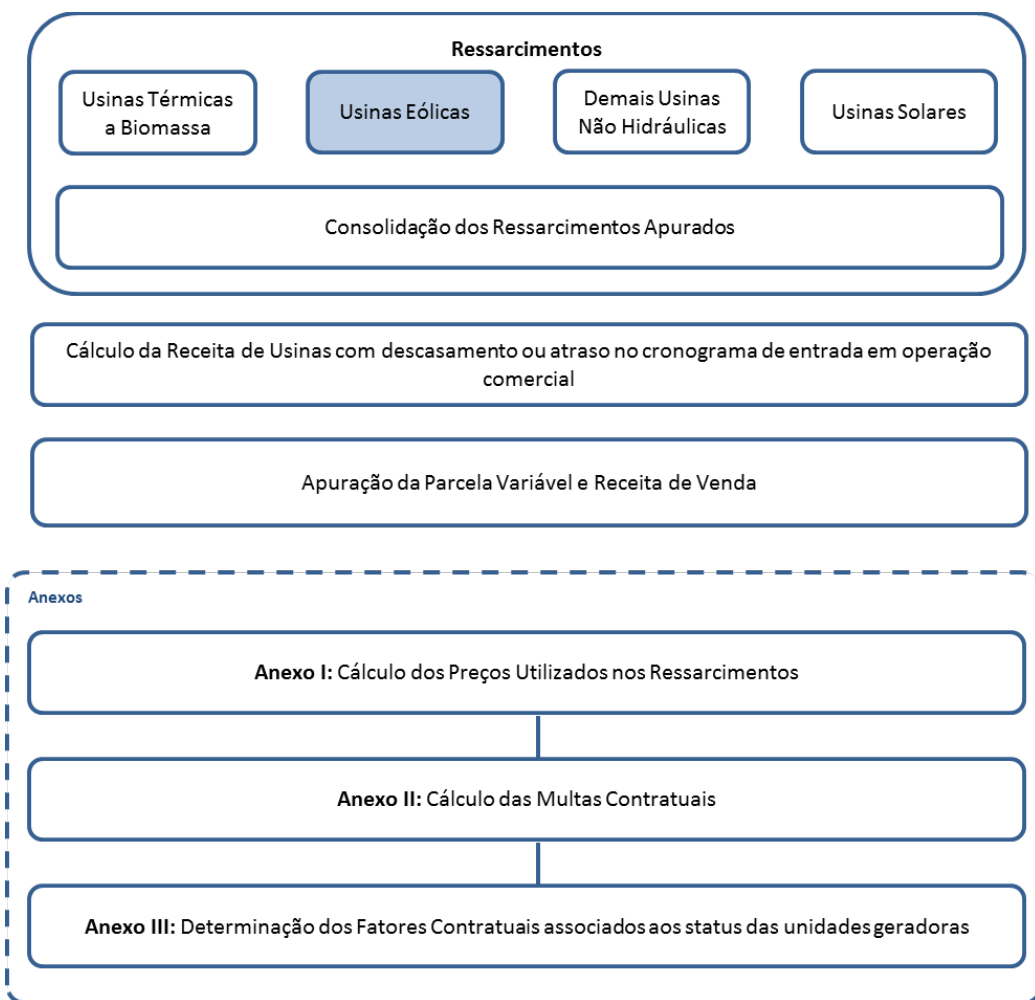 Ressarcimentos
Usinas Térmicas
a Biomassa
Usinas Eólicas
Demais Usinas
Não Hidráulicas
Usinas Solares
Consolidação dos Ressarcimentos Apurados
Cálculo da Receita de Usinas com descasamento ou atraso no cronograma de entrada em operação
comercial
Apuração da Parcela Variável e Receita de Venda
Anexos
Anexo I: Cálculo dos Preços Utilizados nos Ressarcimentos
Anexo II: Cálculo das Multas Contratuais
Anexo III: Determinação dos Fatores Contratuais associados aos status das unidades geradoras